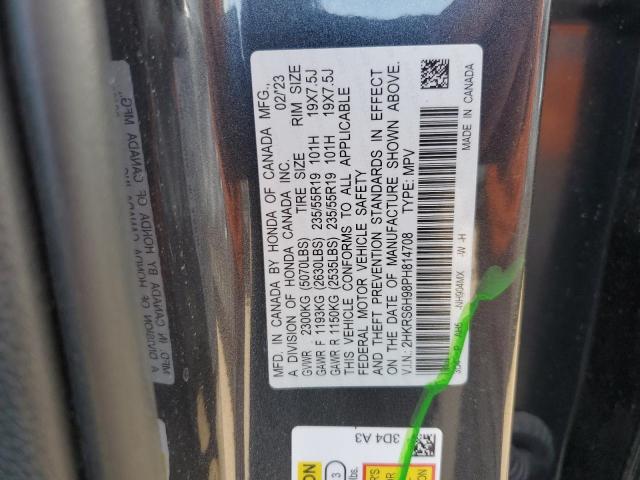 MFD. IN CANADA BY HONDA OF CANADA MFG.,
A DIVISION OF HONDA CANADA INC. 02/'23
TIRE SIZE RIM SIZE
GVWR 2300KG (5070LBS)
GAWR F 1193KG (2630LBS) 235/55R19 101H 19X7.5J
GAWR R 1150KG (2535LBS) 235/55R19 101H 19X7.5J
THIS VEHICLE CONFORMS TO ALL APPLICABLE
FEDERAL MOTOR VEHICLE SAFETY
AND THEFT PREVENTION STANDARDS IN EFFECT
ON THE DATE OF MANUFACTURE SHOWN ABOVE.
V.I.N: 2HKRS6H98PH814708 TYPE: MPV
NH904MX -W -H
MADE IN CANADA
3D4 A3
3
lbs.